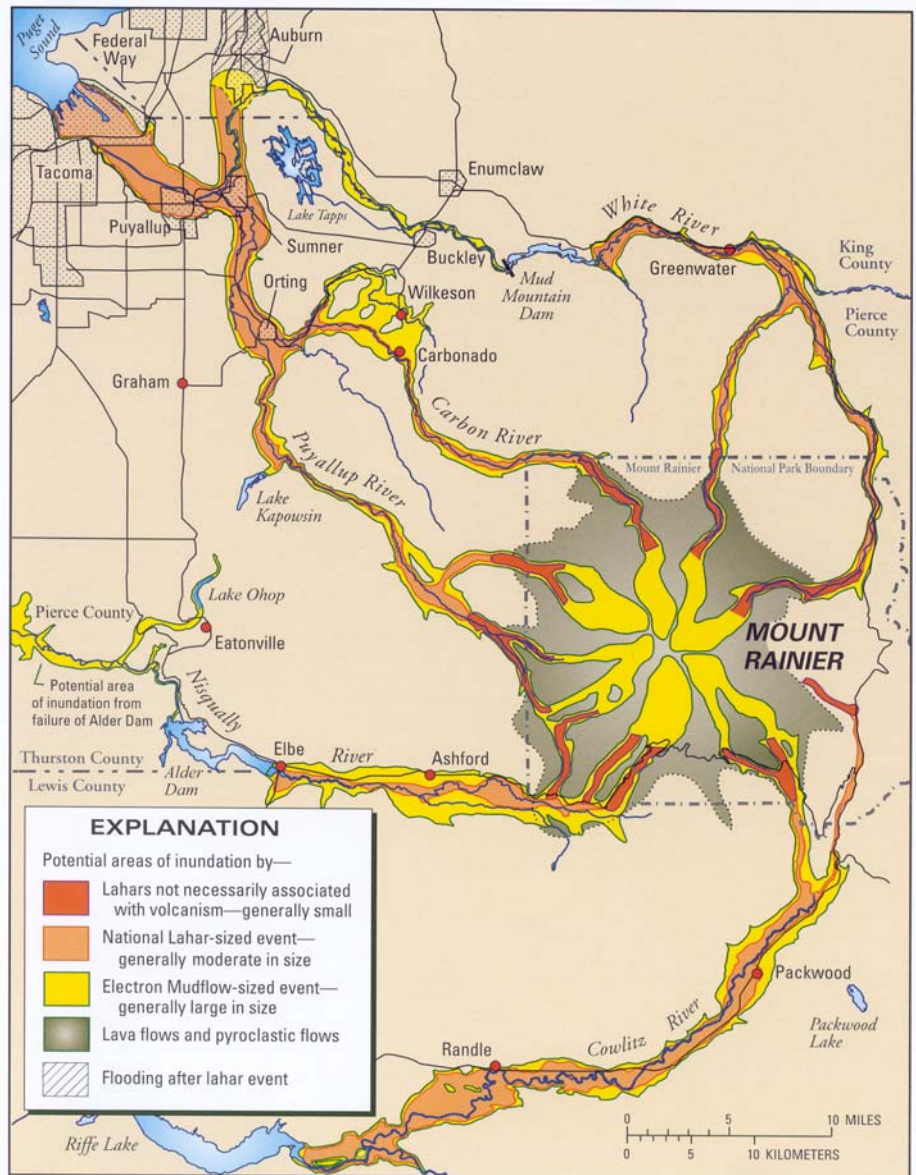 Puget
Sound
Federal
Way
Auburn
Tacoma
Enumclaw
Lake Tapps
White River
Puyallup
Sumner
Buckley
Greenwater
King
County
Mud
Mountain
Dam
Pierce
County
Orting
Wilkeson
Carbonado
Graham
Carbon River
Puyallup River
Mount Rainier
National Park Boundary
Lake
Kapowsin
Lake Ohop
Pierce County
Eatonville
MOUNT
RAINIER
Potential area
of inundation from
failure of Alder Dam
Nisqually
River
Elbe
Ashford
Thurston County
Lewis County
Alder
Dam
EXPLANATION
Potential areas of inundation by—
Lahars not necessarily associated
with volcanism—generally small
National Lahar-sized event—
generally moderate in size
Electron Mudflow-sized event—
generally large in size
Lava flows and pyroclastic flows
Flooding after lahar event
Packwood
Packwood
Lake
Randle
Cowlitz River
Riffe Lake
0 5 10 MILES
0 5 10 KILOMETERS